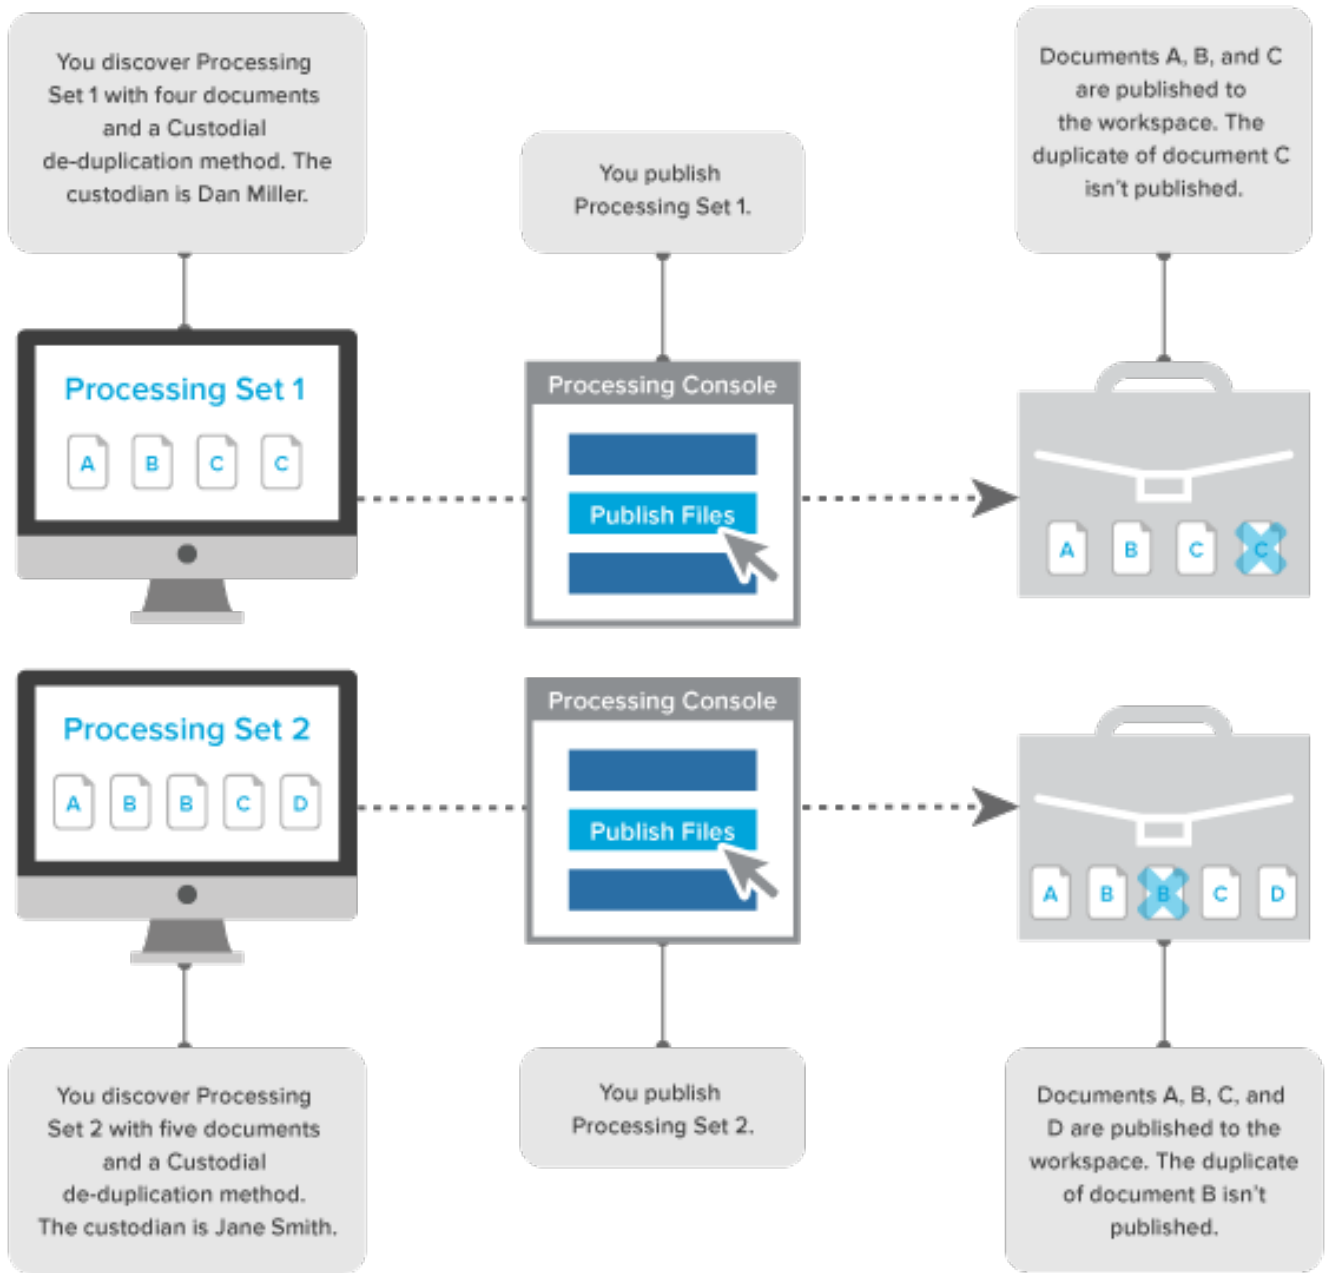 You discover Processing
Set 1 with four documents
and a Custodial
de-duplication method. The
custodian is Dan Miller.
You publish
Processing Set 1.
Documents A, B, and C
are published to
the workspace. The
duplicate of document C
isn't published.
Processing Set 1
A B C C
Processing Console
Publish Files
A B C C
Processing Set 2
A B B C D
Processing Console
Publish Files
A B B C D
You discover Processing
Set 2 with five documents
and a Custodial
de-duplication method.
The custodian is Jane Smith.
You publish
Processing Set 2.
Documents A, B, C, and
D are published to the
workspace. The duplicate
of document B isn't
published.